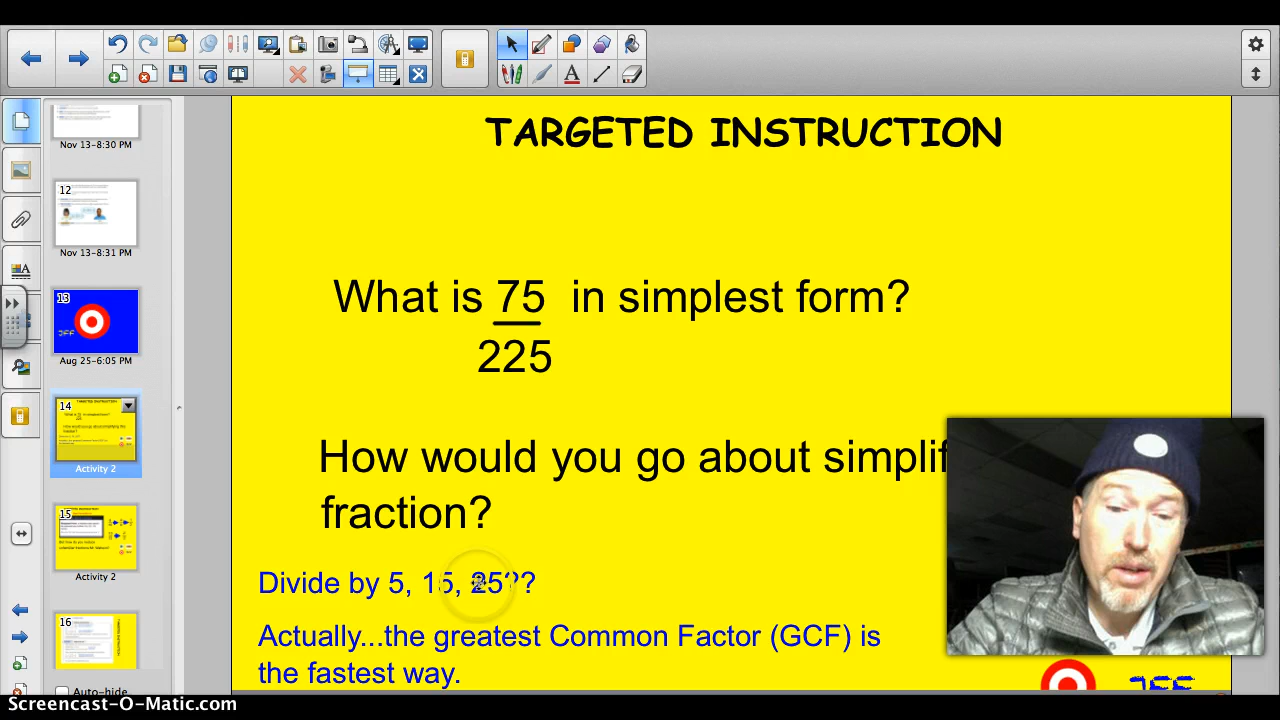 TARGETED INSTRUCTION
What is 75 in simplest form?
225
How would you go about simplif
fraction?
Divide by 5, 15, 25??
Actually...the greatest Common Factor (GCF) is
the fastest way.
Nov 13-8:30 PM
12
Nov 13-8:31 PM
13
Aug 25-6:05 PM
14
Activity 2
15
Activity 2
16
Auto-hide
Screencast-O-Matic.com